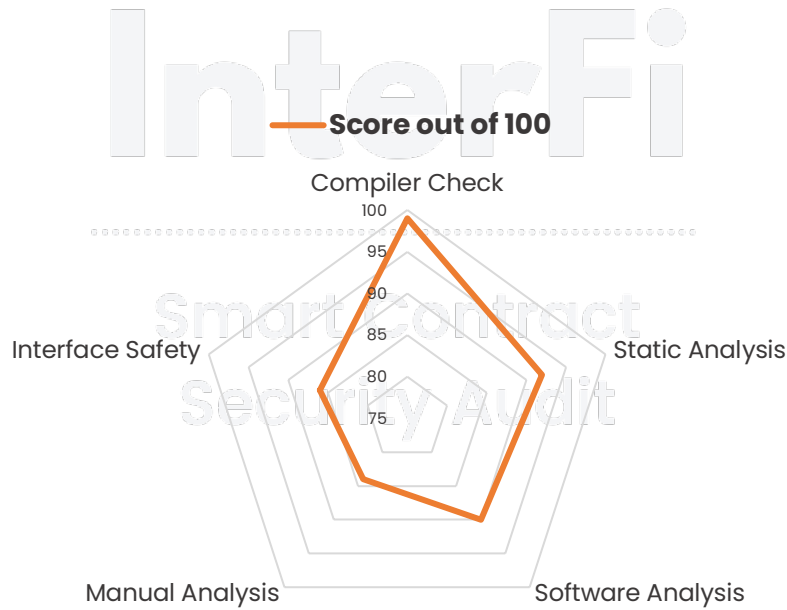 InterFi
Score out of 100
Compiler Check
100
95
90
Smart Contract
85
Interface Safety
Static Analysis
80
Security Audit
75
Manual Analysis
Software Analysis